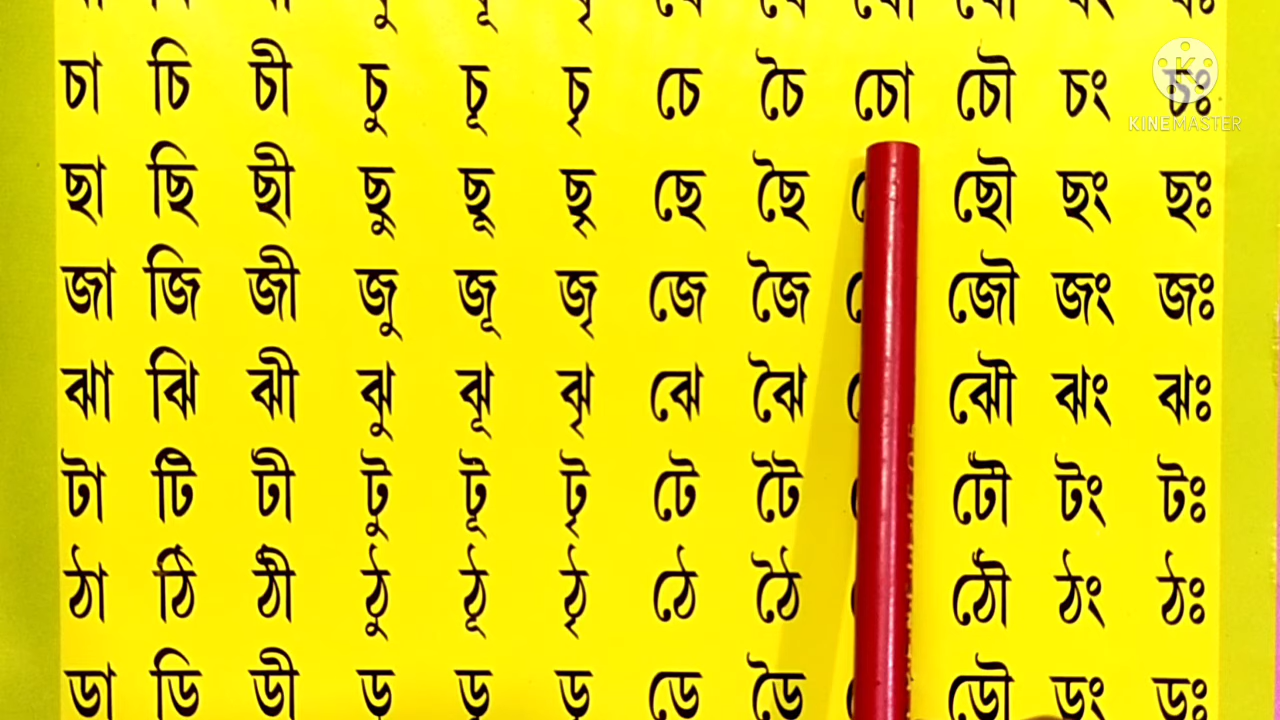 চা চি চী চু চূ চৃ চে চৈ চো চৌ চং চঃ
KINEMASTER
ছা ছি ছী ছু ছূ ছৃ ছে ছৈ ছৌ ছং ছঃ
জা জি জী জু জূ জৃ জে জৈ জৌ জং জঃ
ঝা ঝি ঝী ঝু ঝূ ঝৃ ঝে ঝৈ ঝৌ ঝং ঝঃ
টা টি টী টু টূ টৃ টে টৈ টৌ টং টঃ
ঠা ঠি ঠী ঠু ঠূ ঠৃ ঠে ঠৈ ঠৌ ঠং ঠঃ
ডা ডি ডী ডে ডৈ ডৌ ডং ডঃ